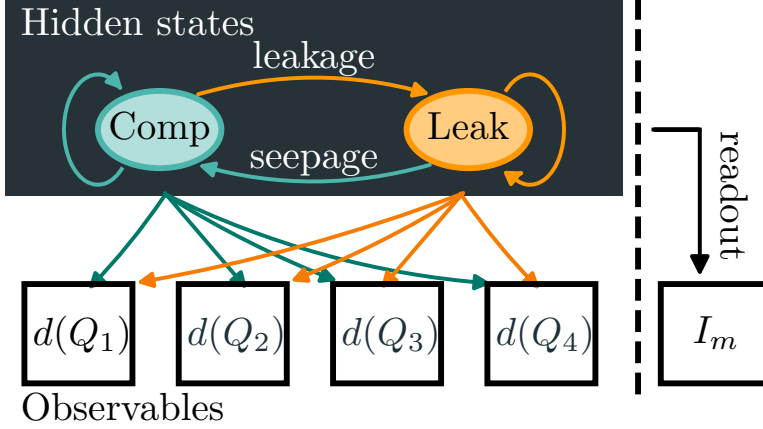 Hidden states
leakage
Comp
Leak
seepage
readout
d(Q₁)
d(Q₂)
d(Q₃)
d(Q₄)
Iₘ
Observables